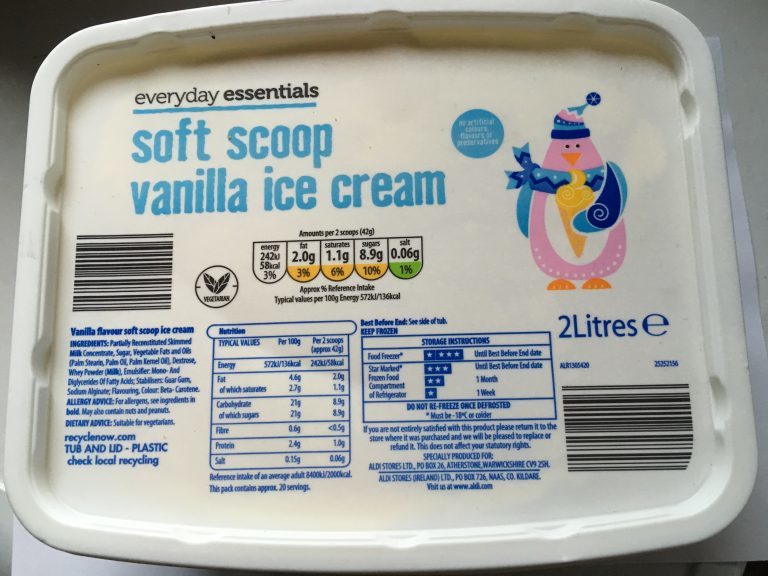 everyday essentials
soft scoop
vanilla ice cream
no artificial
colours,
flavours or
preservatives
Amounts per 2 scoops (42g)
energy fat saturates sugars salt
242kJ 2.0g 1.1g 8.9g 0.06g
58kcal
3% 3% 6% 10% 1%
Approx % Reference Intake
Typical values per 100g Energy 572kJ/136kcal
VEGETARIAN
2Litres ℮
Vanilla flavour soft scoop ice cream
INGREDIENTS: Partially Reconstituted Skimmed
Milk Concentrate, Sugar, Vegetable Fats and Oils
(Palm Stearin, Palm Oil, Palm Kernel Oil), Dextrose,
Whey Powder (Milk), Emulsifier: Mono- And
Diglycerides Of Fatty Acids; Stabilisers: Guar Gum,
Sodium Alginate; Flavouring, Colour: Beta- Carotene.
ALLERGY ADVICE: For allergens, see ingredients in
bold. May also contain nuts and peanuts.
DIETARY ADVICE: Suitable for vegetarians.
recyclenow.com
TUB AND LID - PLASTIC
check local recycling
Nutrition
TYPICAL VALUES Per 100g Per 2 scoops
(approx 42g)
Energy 572kJ/136kcal 242kJ/58kcal
Fat 4.6g 2.0g
of which saturates 2.7g 1.1g
Carbohydrate 21g 8.9g
of which sugars 21g 8.9g
Fibre 0.6g <0.5g
Protein 2.4g 1.0g
Salt 0.15g 0.06g
Reference intake of an average adult 8400kJ/2000kcal.
This pack contains approx. 20 servings.
Best Before End: See side of tub.
KEEP FROZEN
STORAGE INSTRUCTIONS
Food Freezer* Until Best Before End date
Star Marked* Until Best Before End date
Frozen Food 1 Month
Compartment
of Refrigerator 1 Week
DO NOT RE-FREEZE ONCE DEFROSTED
* Must be -18°C or colder
If you are not entirely satisfied with this product please return it to the
store where it was purchased and we will be pleased to replace or
refund it. This does not affect your statutory rights.
SPECIALLY PRODUCED FOR:
ALDI STORES LTD., PO BOX 26, ATHERSTONE, WARWICKSHIRE CV9 2SH.
ALDI STORES (IRELAND) LTD., PO BOX 726, NAAS, CO. KILDARE.
Visit us at www.aldi.com
ALR1305420 25252156